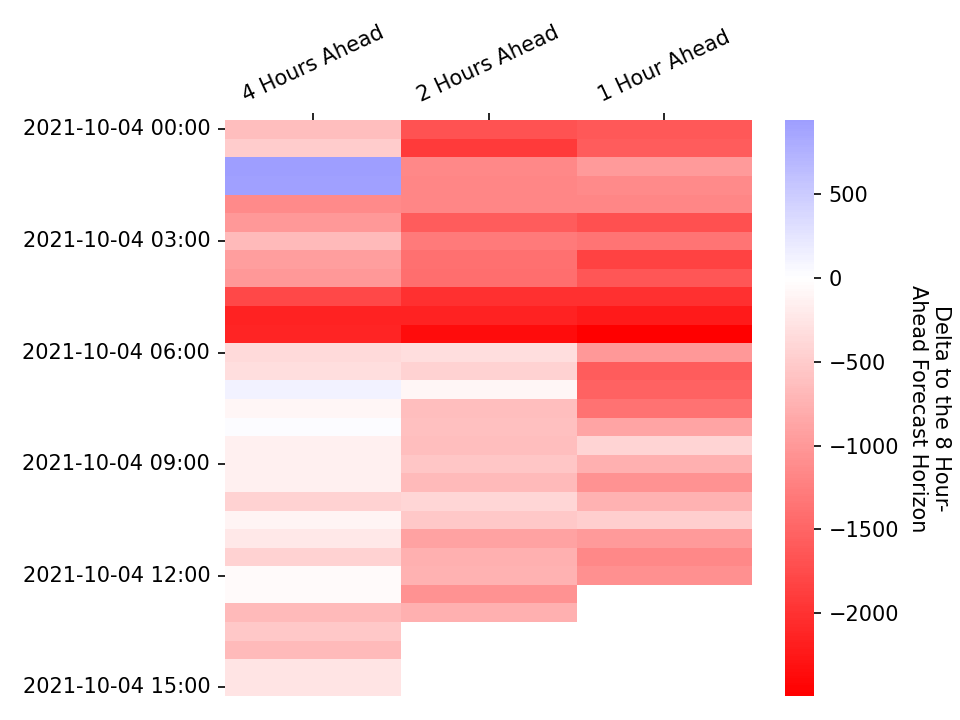 4 Hours Ahead
2 Hours Ahead
1 Hour Ahead
2021-10-04 00:00
2021-10-04 03:00
2021-10-04 06:00
2021-10-04 09:00
2021-10-04 12:00
2021-10-04 15:00
500
0
−500
−1000
−1500
−2000
Delta to the 8 Hour-
Ahead Forecast Horizon